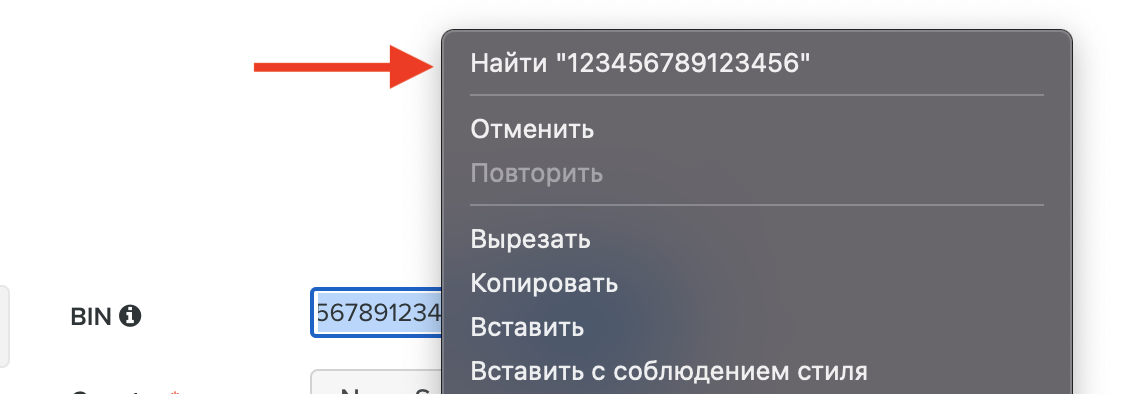 Найти "123456789123456"
Отменить
Повторить
Вырезать
BIN
Копировать
567891234
Вставить
Вставить с соблюдением стиля